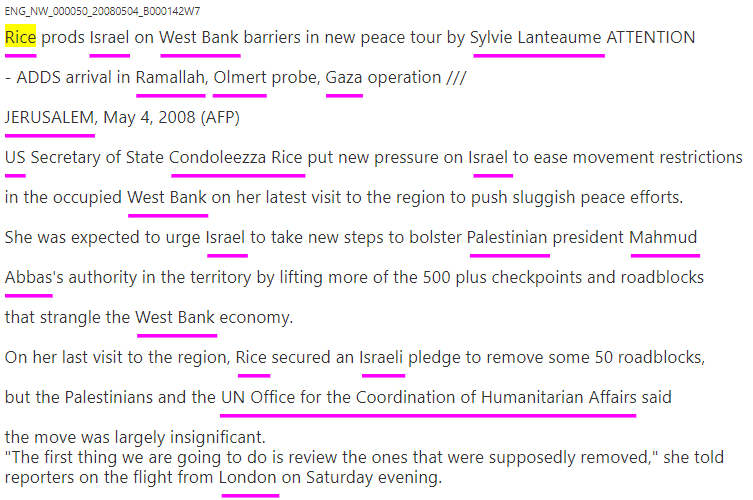 ENG_NW_000050_20080504_B000142W7
Rice prods Israel on West Bank barriers in new peace tour by Sylvie Lanteaume ATTENTION
- ADDS arrival in Ramallah, Olmert probe, Gaza operation ///
JERUSALEM, May 4, 2008 (AFP)
US Secretary of State Condoleezza Rice put new pressure on Israel to ease movement restrictions
in the occupied West Bank on her latest visit to the region to push sluggish peace efforts.
She was expected to urge Israel to take new steps to bolster Palestinian president Mahmud
Abbas's authority in the territory by lifting more of the 500 plus checkpoints and roadblocks
that strangle the West Bank economy.
On her last visit to the region, Rice secured an Israeli pledge to remove some 50 roadblocks,
but the Palestinians and the UN Office for the Coordination of Humanitarian Affairs said
the move was largely insignificant.
"The first thing we are going to do is review the ones that were supposedly removed," she told
reporters on the flight from London on Saturday evening.